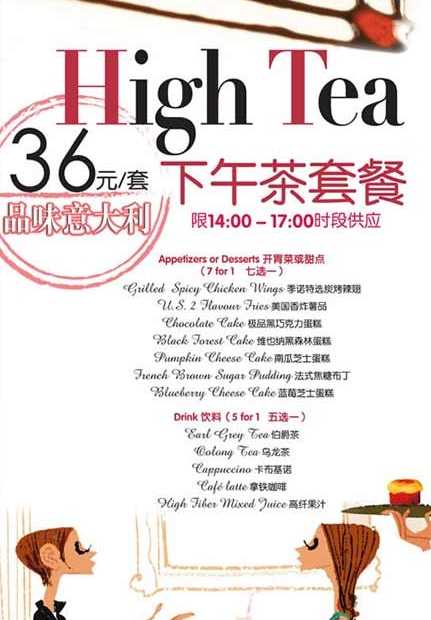 High Tea
36元/套
下午茶套餐
品味意大利
限14:00 – 17:00时段供应
Appetizers or Desserts 开胃菜或甜点
(7 for 1 七选一)
Grilled Spicy Chicken Wings 季诺特选炭烤辣翅
U.S. 2 Flavour Fries 美国香炸薯品
Chocolate Cake 极品黑巧克力蛋糕
Black Forest Cake 维也纳黑森林蛋糕
Pumpkin Cheese Cake 南瓜芝士蛋糕
French Brown Sugar Pudding 法式焦糖布丁
Blueberry Cheese Cake 蓝莓芝士蛋糕
Drink 饮料 (5 for 1 五选一)
Earl Grey Tea 伯爵茶
Oolong Tea 乌龙茶
Cappuccino 卡布基诺
Café latte 拿铁咖啡
High Fiber Mixed Juice 高纤果汁